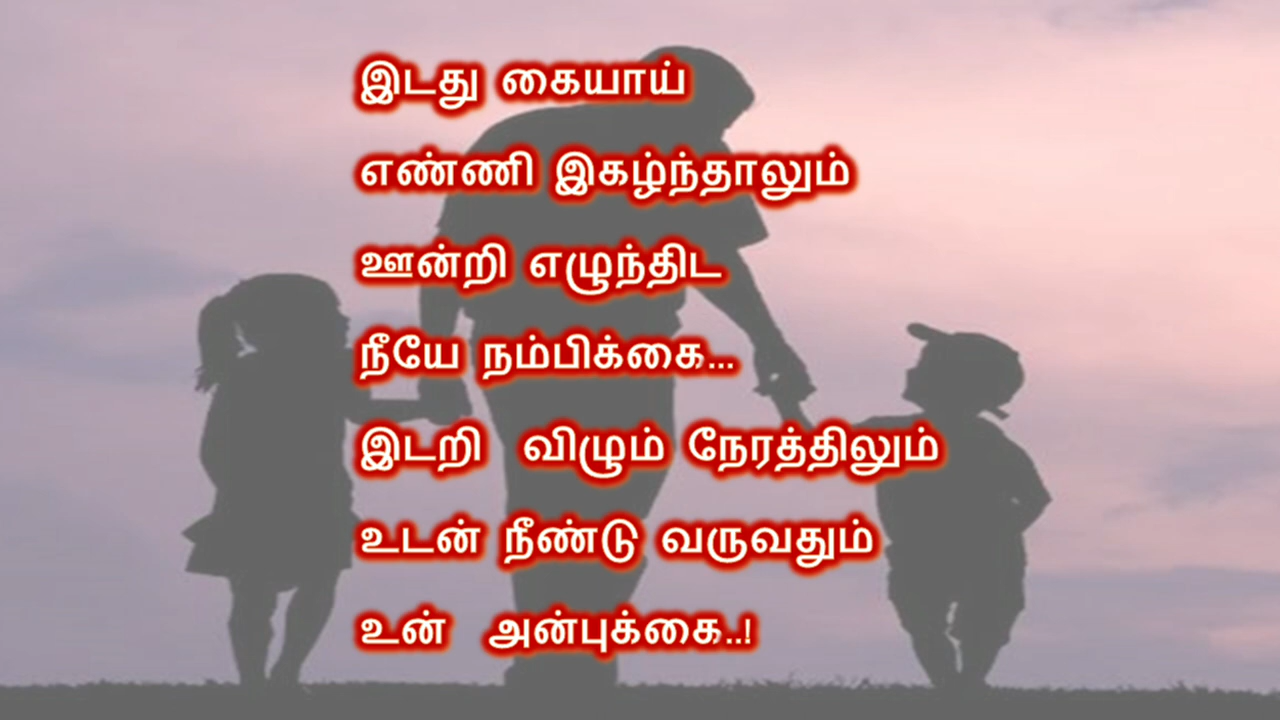 இடது கையாய்
எண்ணி இகழ்ந்தாலும்
ஊன்றி எழுந்திட
நீயே நம்பிக்கை...
இடறி விழும் நேரத்திலும்
உடன் நீண்டு வருவதும்
உன் அன்புக்கை..!